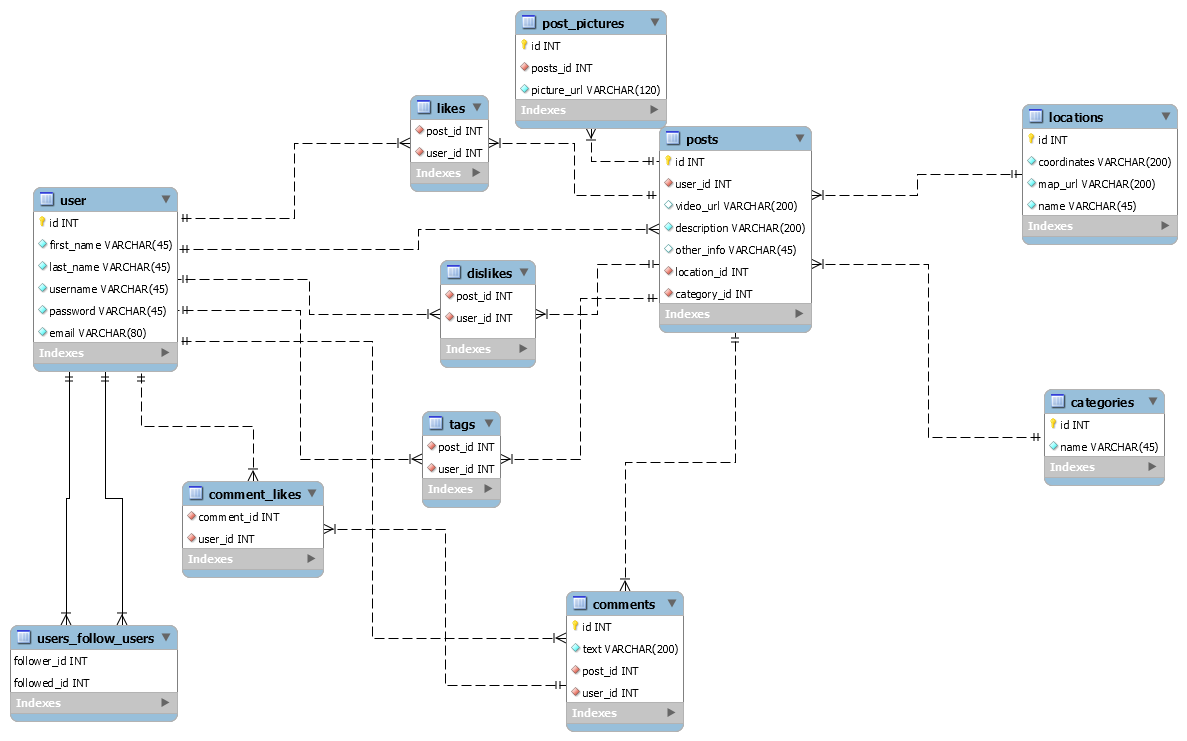 post_pictures
id INT
posts_id INT
picture_url VARCHAR(120)
Indexes
likes
post_id INT
user_id INT
Indexes
posts
id INT
user_id INT
video_url VARCHAR(200)
description VARCHAR(200)
other_info VARCHAR(45)
location_id INT
category_id INT
Indexes
locations
id INT
coordinates VARCHAR(200)
map_url VARCHAR(200)
name VARCHAR(45)
Indexes
user
id INT
first_name VARCHAR(45)
last_name VARCHAR(45)
username VARCHAR(45)
password VARCHAR(45)
email VARCHAR(80)
Indexes
dislikes
post_id INT
user_id INT
Indexes
tags
post_id INT
user_id INT
Indexes
categories
id INT
name VARCHAR(45)
Indexes
comment_likes
comment_id INT
user_id INT
Indexes
users_follow_users
follower_id INT
followed_id INT
Indexes
comments
id INT
text VARCHAR(200)
post_id INT
user_id INT
Indexes